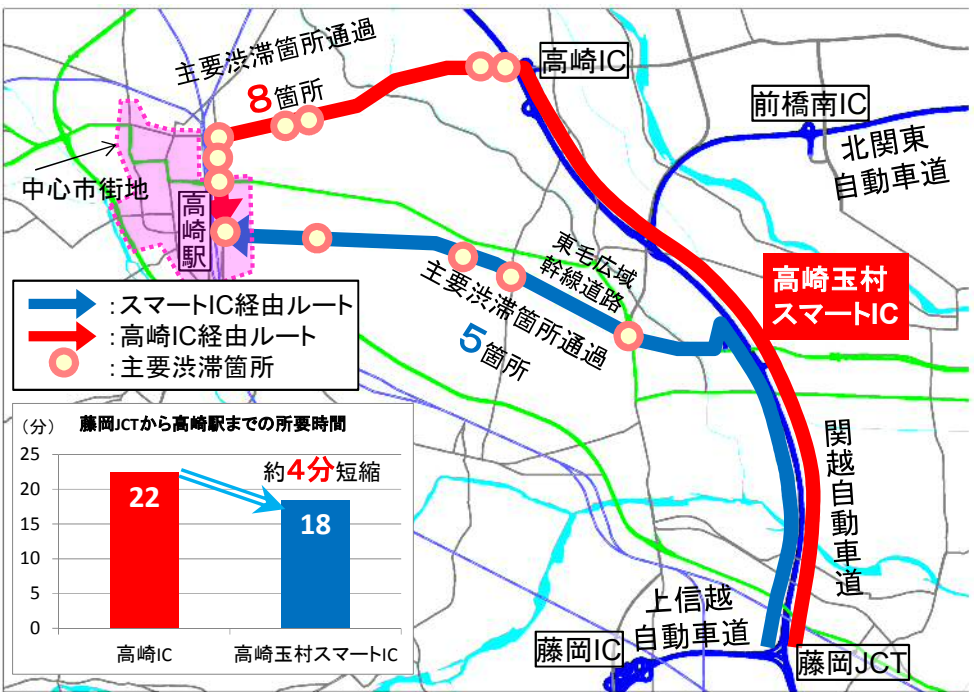 主要渋滞箇所通過
8箇所
高崎IC
前橋南IC
北関東
自動車道
中心市街地
高崎駅
東毛広域
幹線道路
主要渋滞箇所通過
5箇所
高崎玉村
スマートIC
:スマートIC経由ルート
:高崎IC経由ルート
:主要渋滞箇所
(分) 藤岡JCTから高崎駅までの所要時間
約4分短縮
25
20
15
10
5
0
22
18
高崎IC
高崎玉村スマートIC
関越自動車道
上信越
自動車道
藤岡IC
藤岡JCT